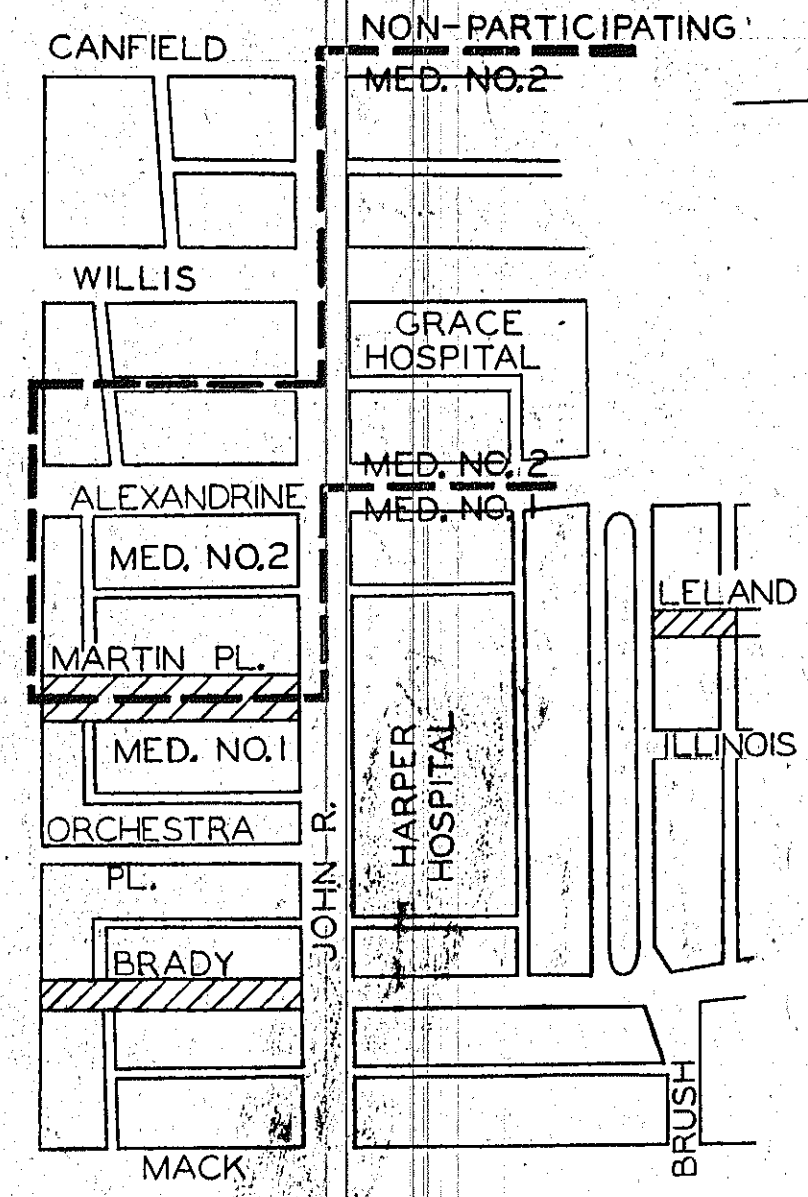 NON-PARTICIPATING
CANFIELD
MED. NO.2
WILLIS
GRACE
HOSPITAL
MED. NO. 2
ALEXANDRINE
MED. NO. 1
MED. NO.2
LELAND
MARTIN PL.
MED. NO.1
ILLINOIS
HARPER
HOSPITAL
ORCHESTRA
PL.
JOHN R.
BRADY
BRUSH
MACK